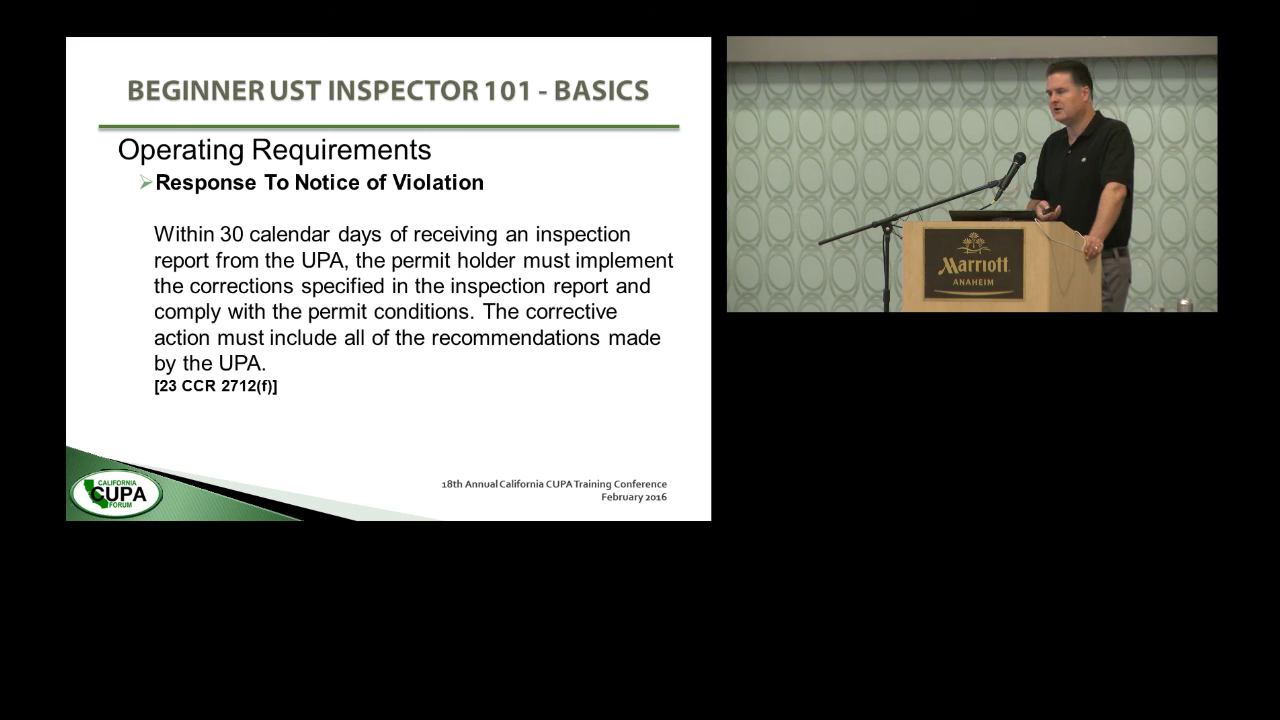 BEGINNER UST INSPECTOR 101 - BASICS
Operating Requirements
Response To Notice of Violation
Within 30 calendar days of receiving an inspection
report from the UPA, the permit holder must implement
the corrections specified in the inspection report and
comply with the permit conditions. The corrective
action must include all of the recommendations made
by the UPA.
[23 CCR 2712(f)]
18th Annual California CUPA Training Conference
February 2016
CALIFORNIA
CUPA
FORUM
Marriott
ANAHEIM